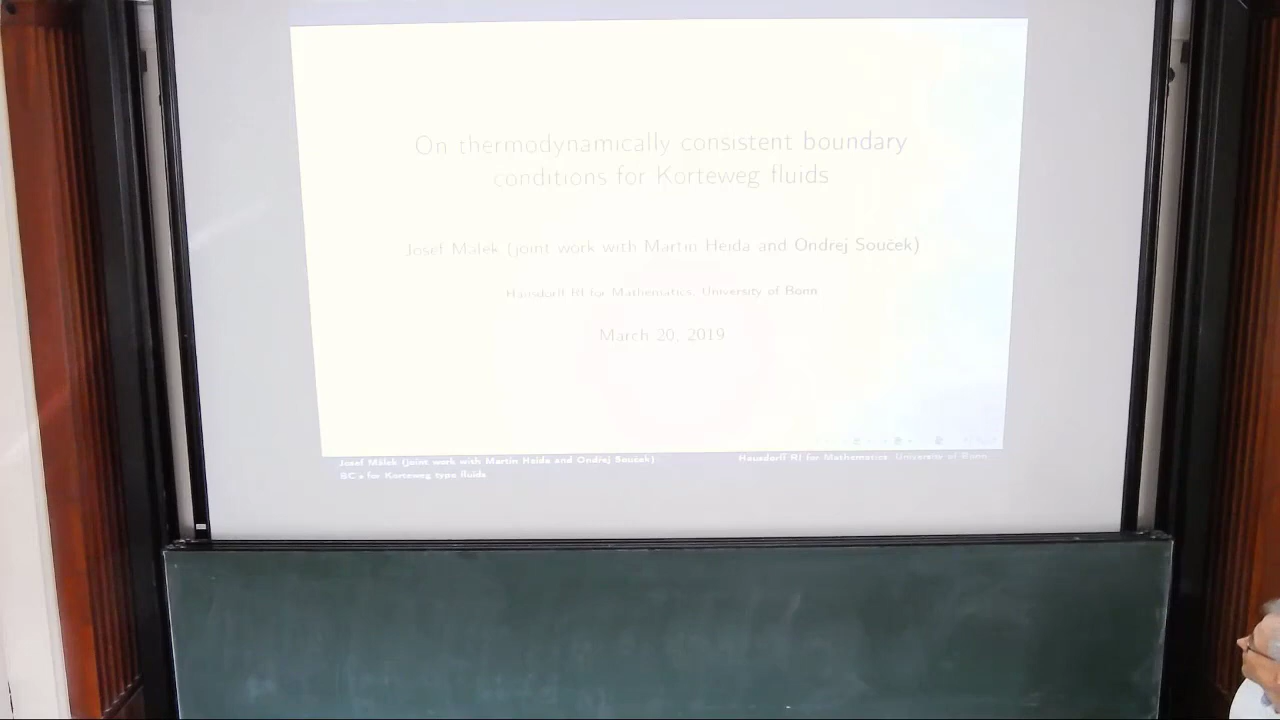 On thermodynamically consistent boundary
conditions for Korteweg fluids
Josef Málek (joint work with Martin Heida and Ondrej Souček)
Hausdorff RI for Mathematics, University of Bonn
March 20, 2019
Josef Málek (joint work with Martin Heida and Ondrej Souček)
Hausdorff RI for Mathematics, University of Bonn
BC's for Korteweg type fluids